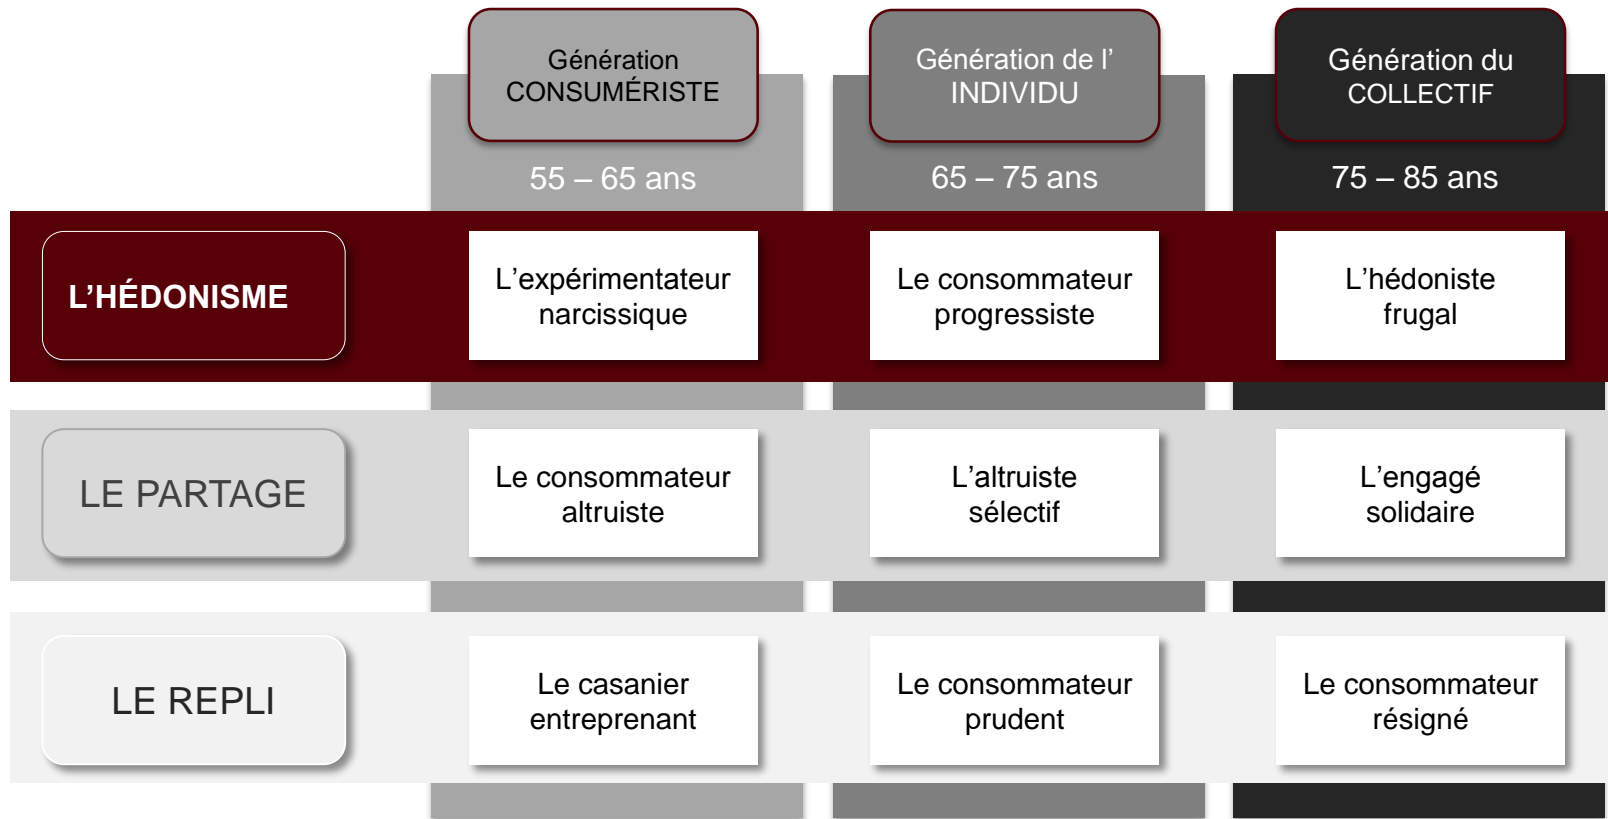 Génération
CONSUMÉRISTE
Génération de l’
INDIVIDU
Génération du
COLLECTIF
55 – 65 ans
65 – 75 ans
75 – 85 ans
L’HÉDONISME
L’expérimentateur
narcissique
Le consommateur
progressiste
L’hédoniste
frugal
LE PARTAGE
Le consommateur
altruiste
L’altruiste
sélectif
L’engagé
solidaire
LE REPLI
Le casanier
entreprenant
Le consommateur
prudent
Le consommateur
résigné